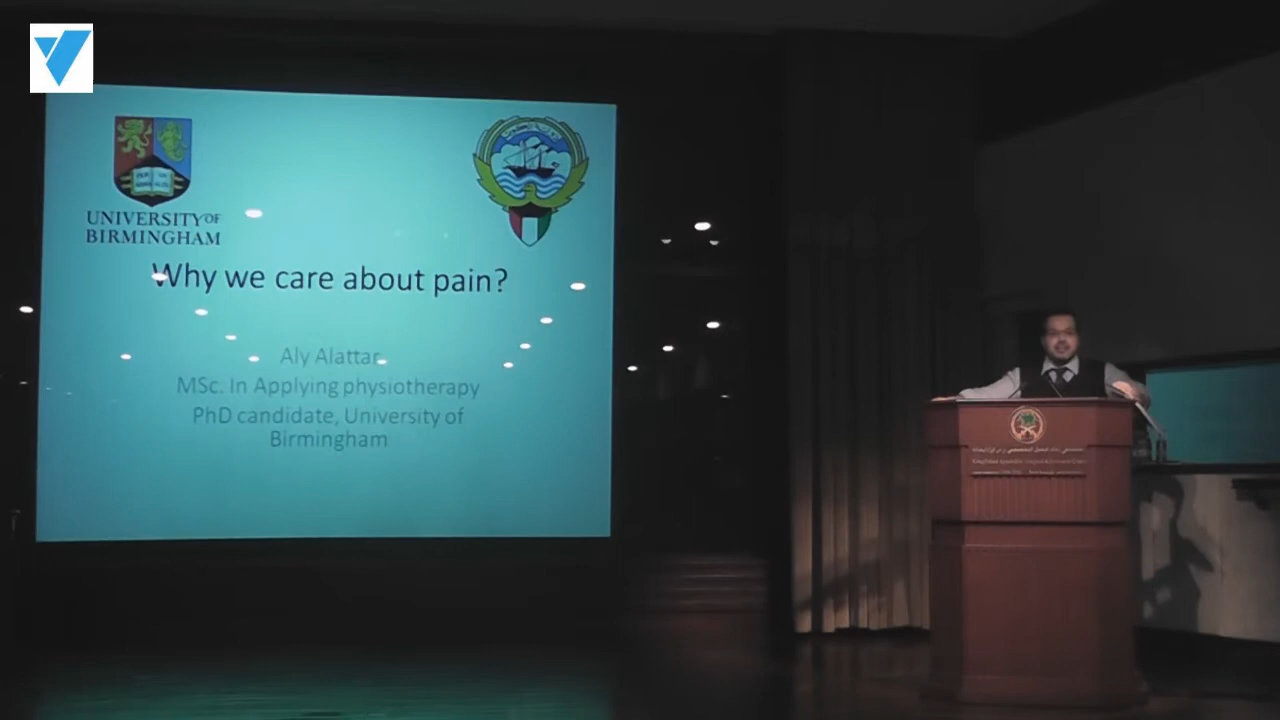 UNIVERSITY OF
BIRMINGHAM
Why we care about pain?
Aly Alattar
MSc. In Applying physiotherapy
PhD candidate, University of
Birmingham